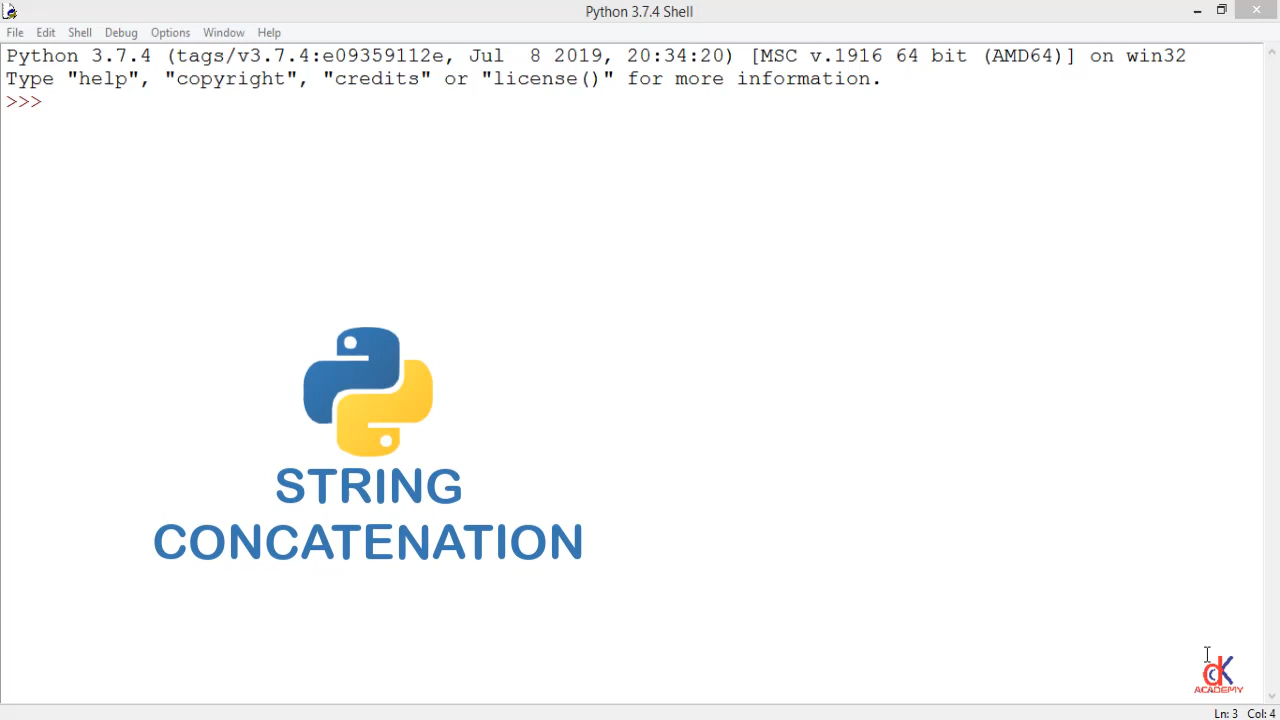 Python 3.7.4 Shell
File Edit Shell Debug Options Window Help
Python 3.7.4 (tags/v3.7.4:e09359112e, Jul  8 2019, 20:34:20) [MSC v.1916 64 bit (AMD64)] on win32
Type "help", "copyright", "credits" or "license()" for more information.
>>>
STRING
CONCATENATION
dcK
ACADEMY
Ln: 3 Col: 4